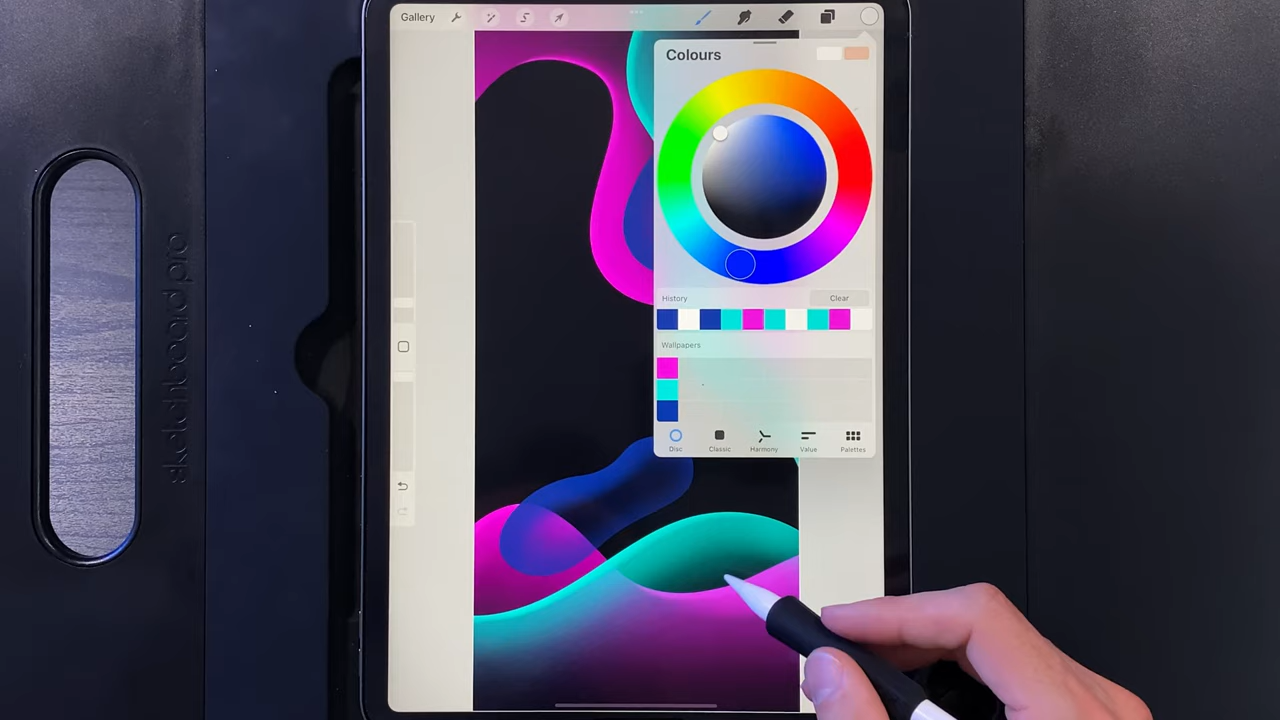 Gallery
Colours
History
Clear
Wallpapers
Disc
Classic
Harmony
Value
Palettes
sketchboard pro